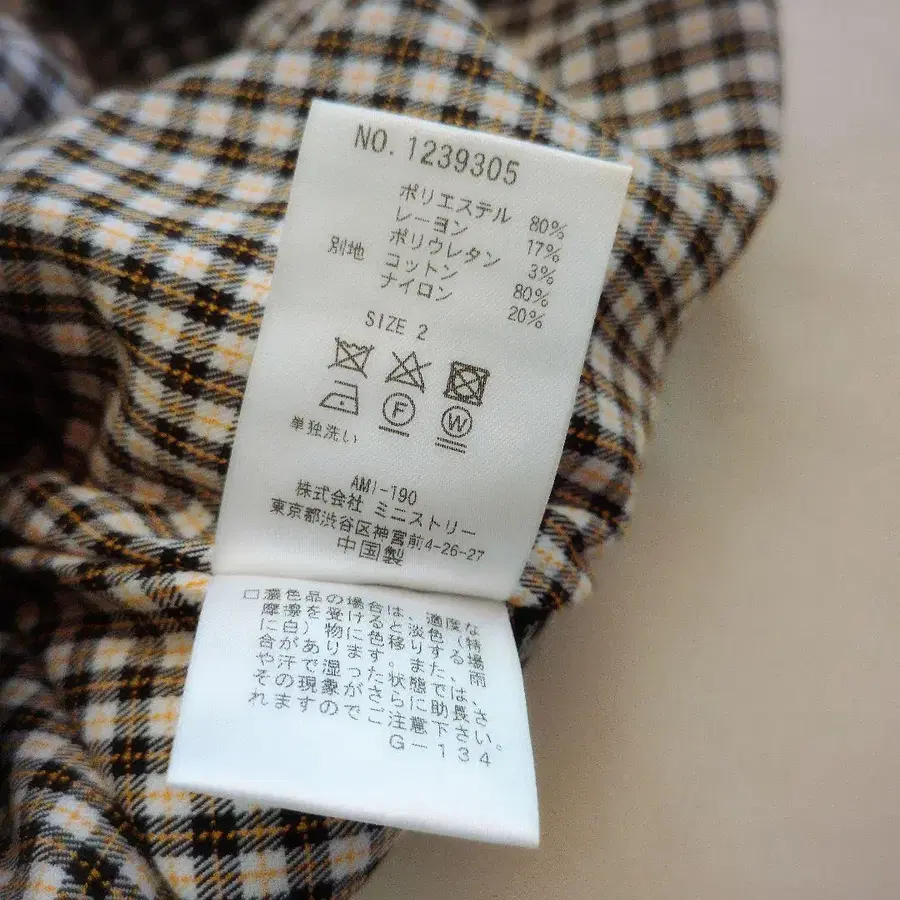 NO. 1239305
ポリエステル 80%
レーヨン 17%
ポリウレタン 3%
別地 コットン 80%
ナイロン 20%
SIZE 2
F
W
単独洗い
AMI-190
株式会社 ミニストリー
東京都渋谷区神宮前4-26-27
中国製
□濃色品の場合は、適度な
摩擦を受けると淡色(特
に白)物に色移りする場
合があります。また、雨
や汗で湿った状態では、
その現象がさらに助長さ
れますのでご注意下さい。
G-134